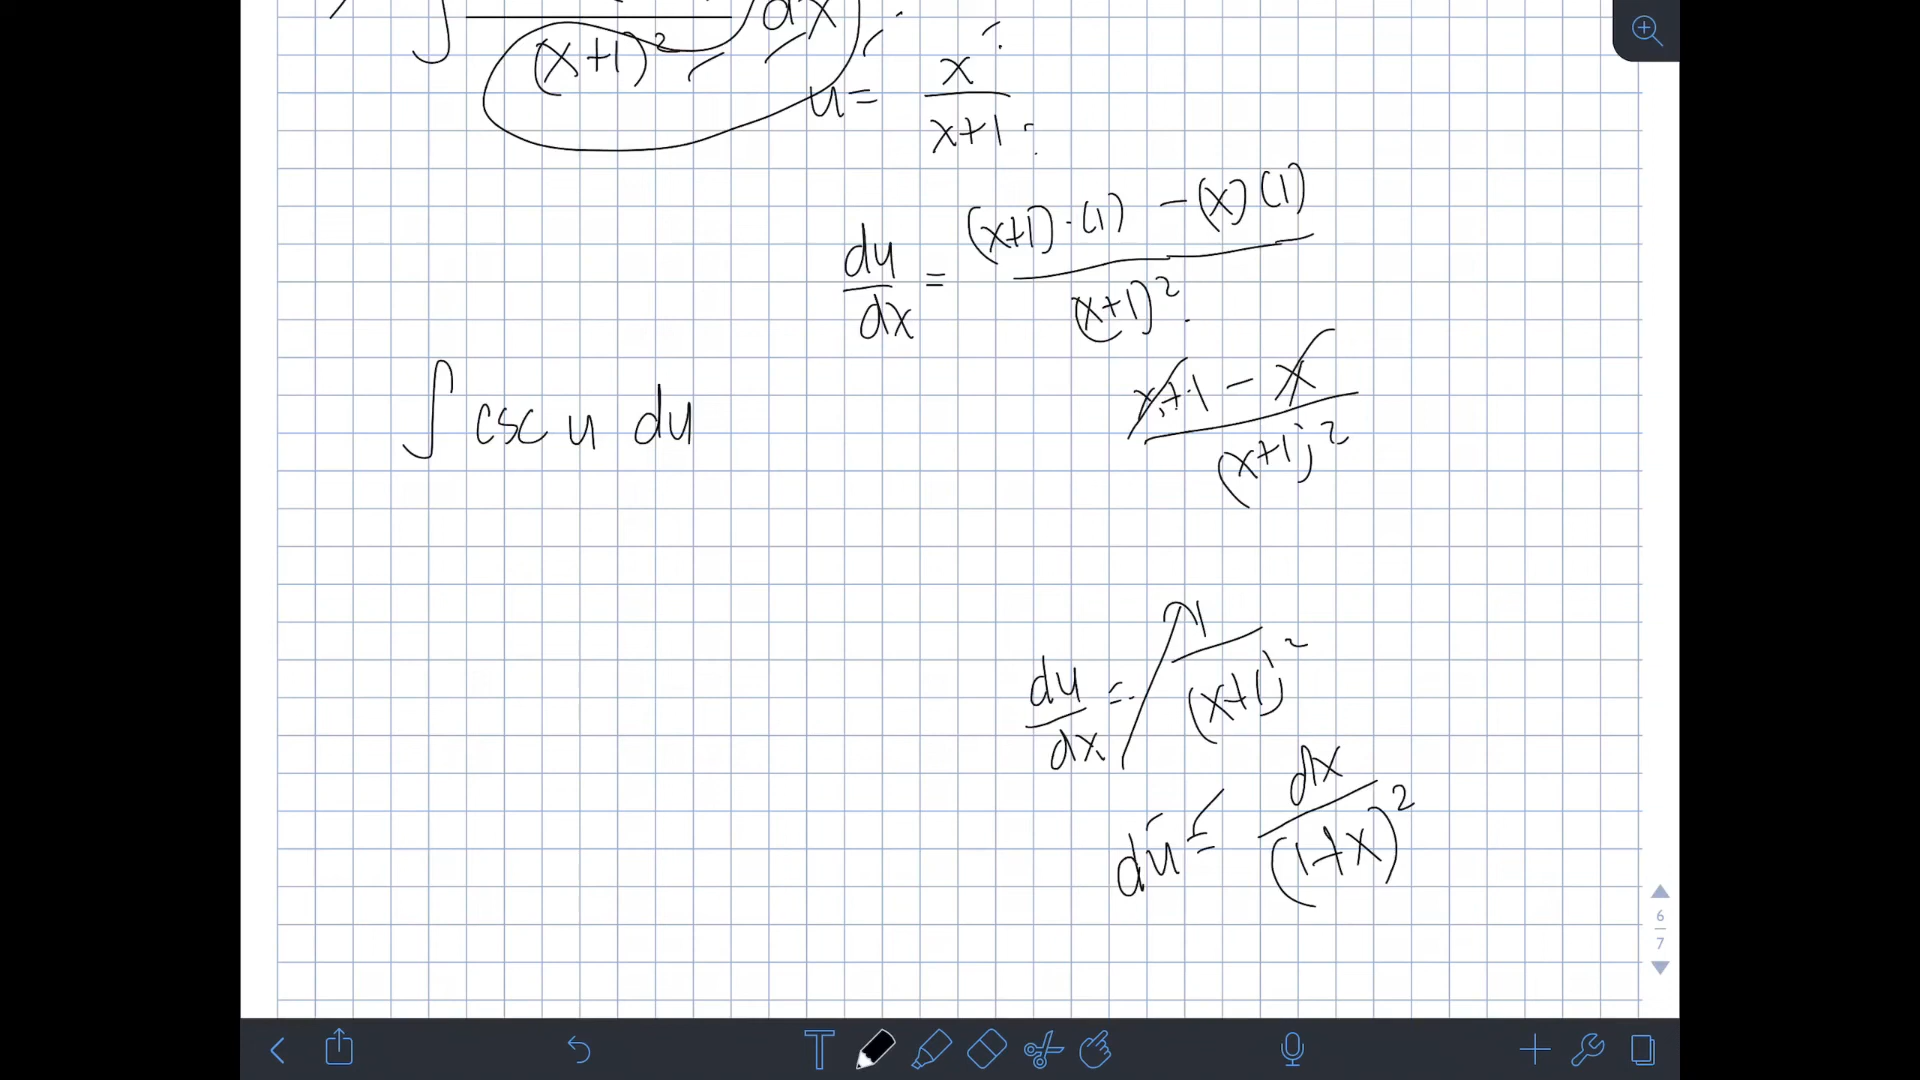 ∫ ─── dx
(x+1)²
u = x/(x+1)
du/dx = ((x+1)·(1) − (x)(1))/(x+1)²
(x+1 − x)/(x+1)²
∫ csc u du
du/dx = 1/(x+1)²
du = dx/(1+x)²
6
7
T